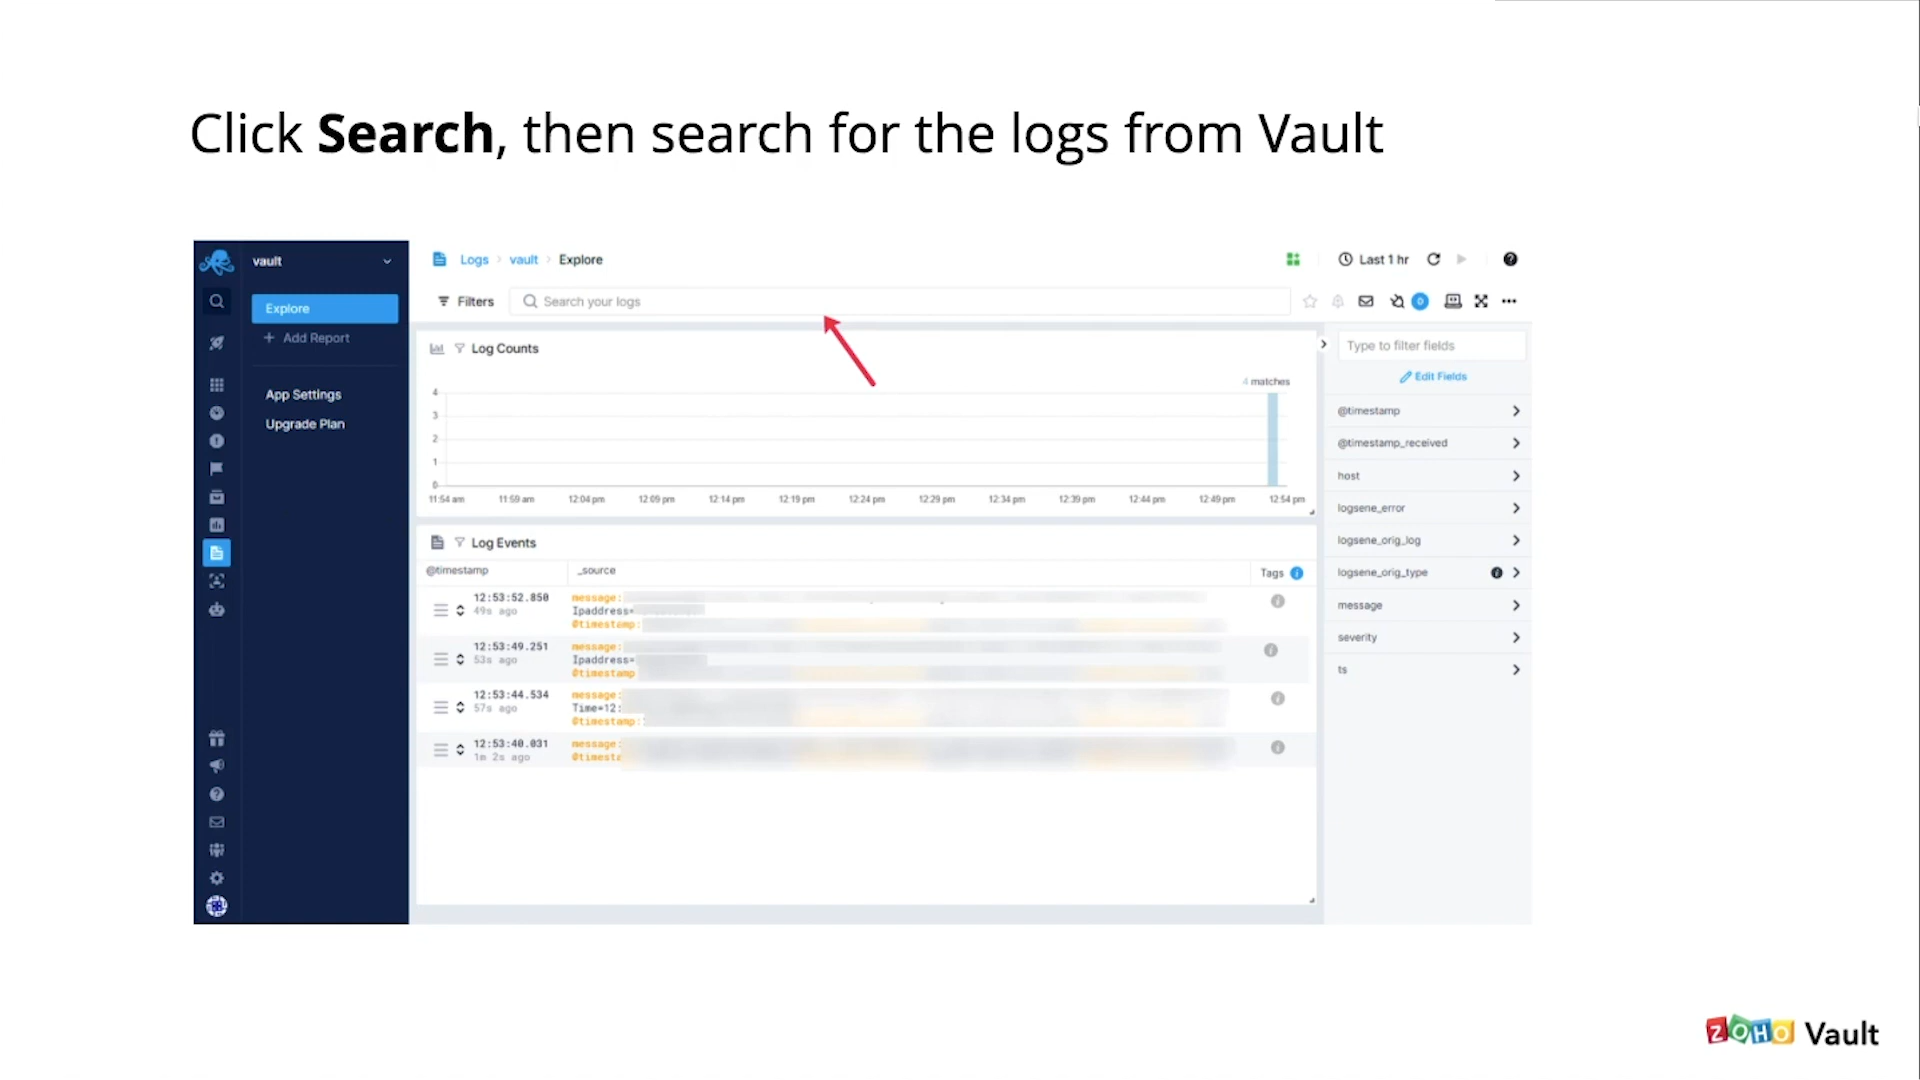 Click Search, then search for the logs from Vault
vault
Explore
+ Add Report
App Settings
Upgrade Plan
Logs > vault > Explore
Last 1 hr
Filters
Search your logs
0
Log Counts
4 matches
4
3
2
1
0
11:54 am 11:59 am 12:04 pm 12:09 pm 12:14 pm 12:19 pm 12:24 pm 12:29 pm 12:34 pm 12:39 pm 12:44 pm 12:49 pm 12:54 pm
Log Events
@timestamp _source Tags
12:53:52.850 message:
49s ago Ipaddress=
@timestamp:
12:53:49.251 message:
53s ago Ipaddress=
@timestamp
12:53:44.534 message:
57s ago Time=12:
@timestamp:
12:53:40.031 message:
1m 2s ago @timesta
Type to filter fields
Edit Fields
@timestamp
@timestamp_received
host
logsene_error
logsene_orig_log
logsene_orig_type
message
severity
ts
ZOHO Vault